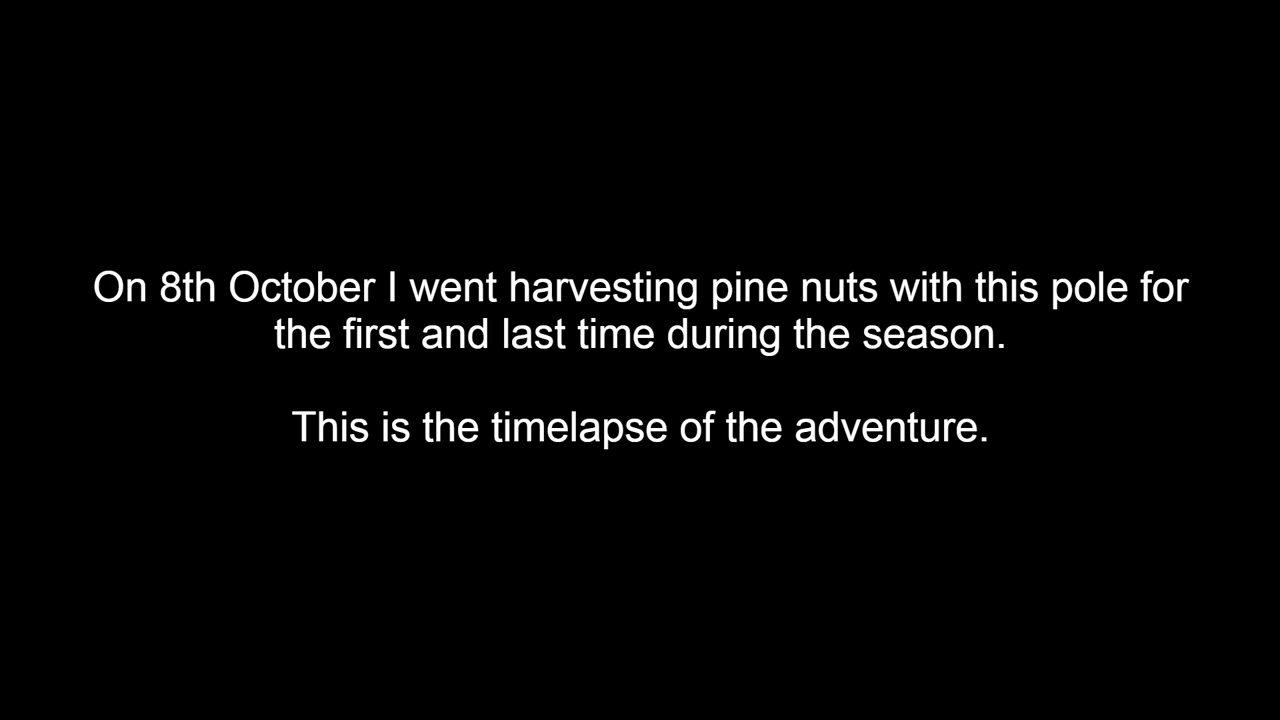 On 8th October I went harvesting pine nuts with this pole for
the first and last time during the season.
This is the timelapse of the adventure.